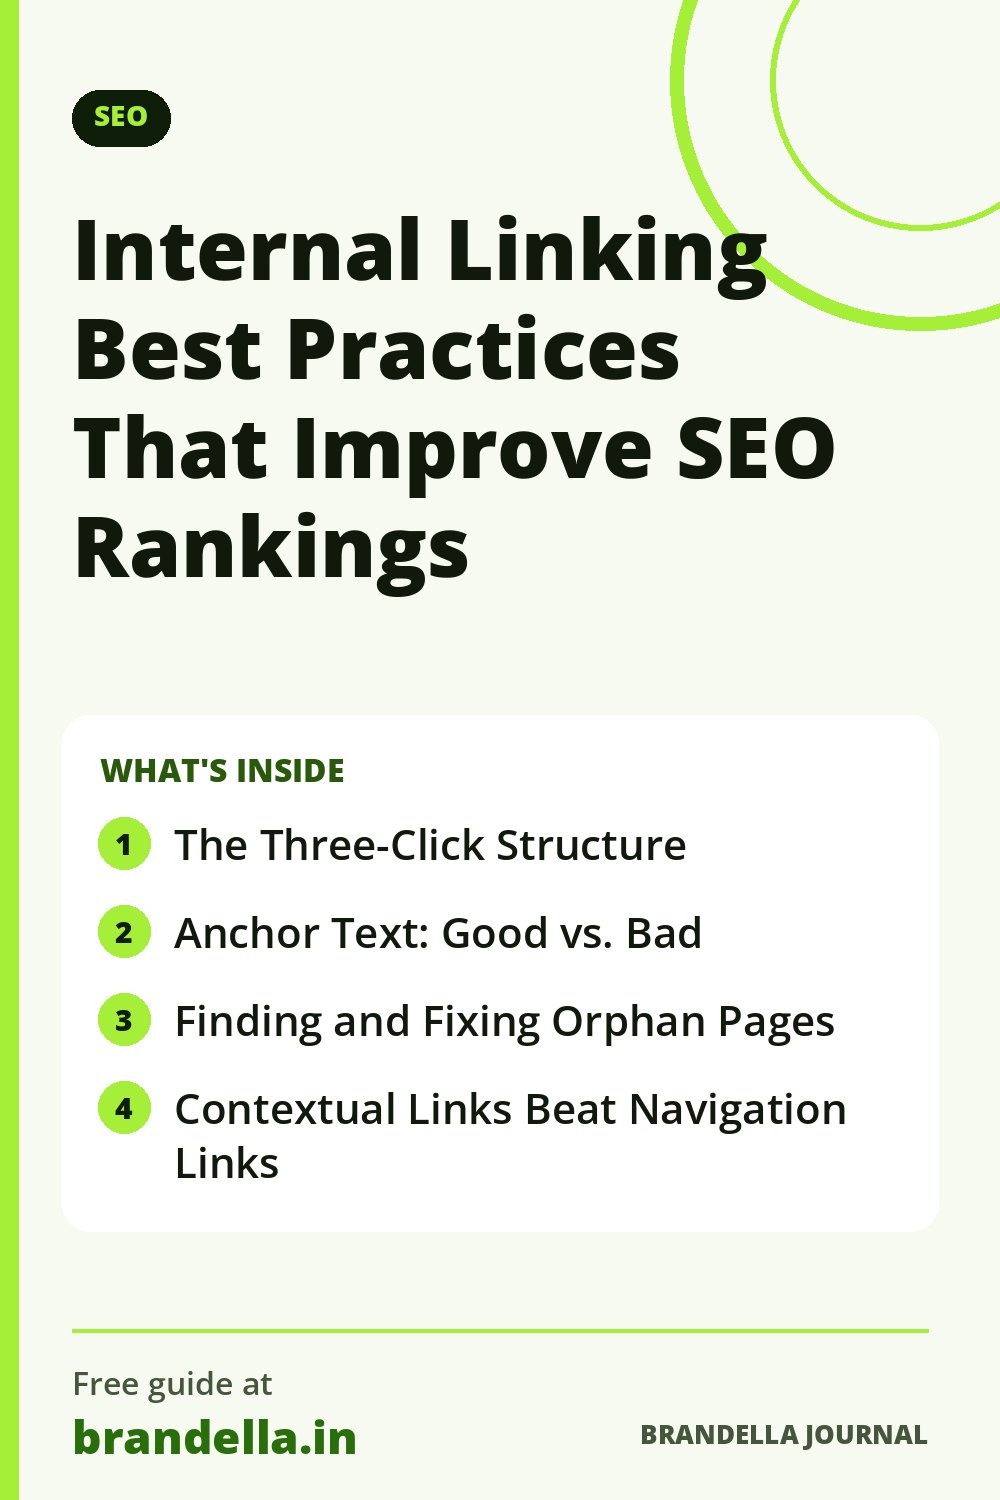 SEO
Internal Linking
Best Practices
That Improve SEO
Rankings
WHAT'S INSIDE
1 The Three-Click Structure
2 Anchor Text: Good vs. Bad
3 Finding and Fixing Orphan Pages
4 Contextual Links Beat Navigation
Links
Free guide at
brandella.in
BRANDELLA JOURNAL